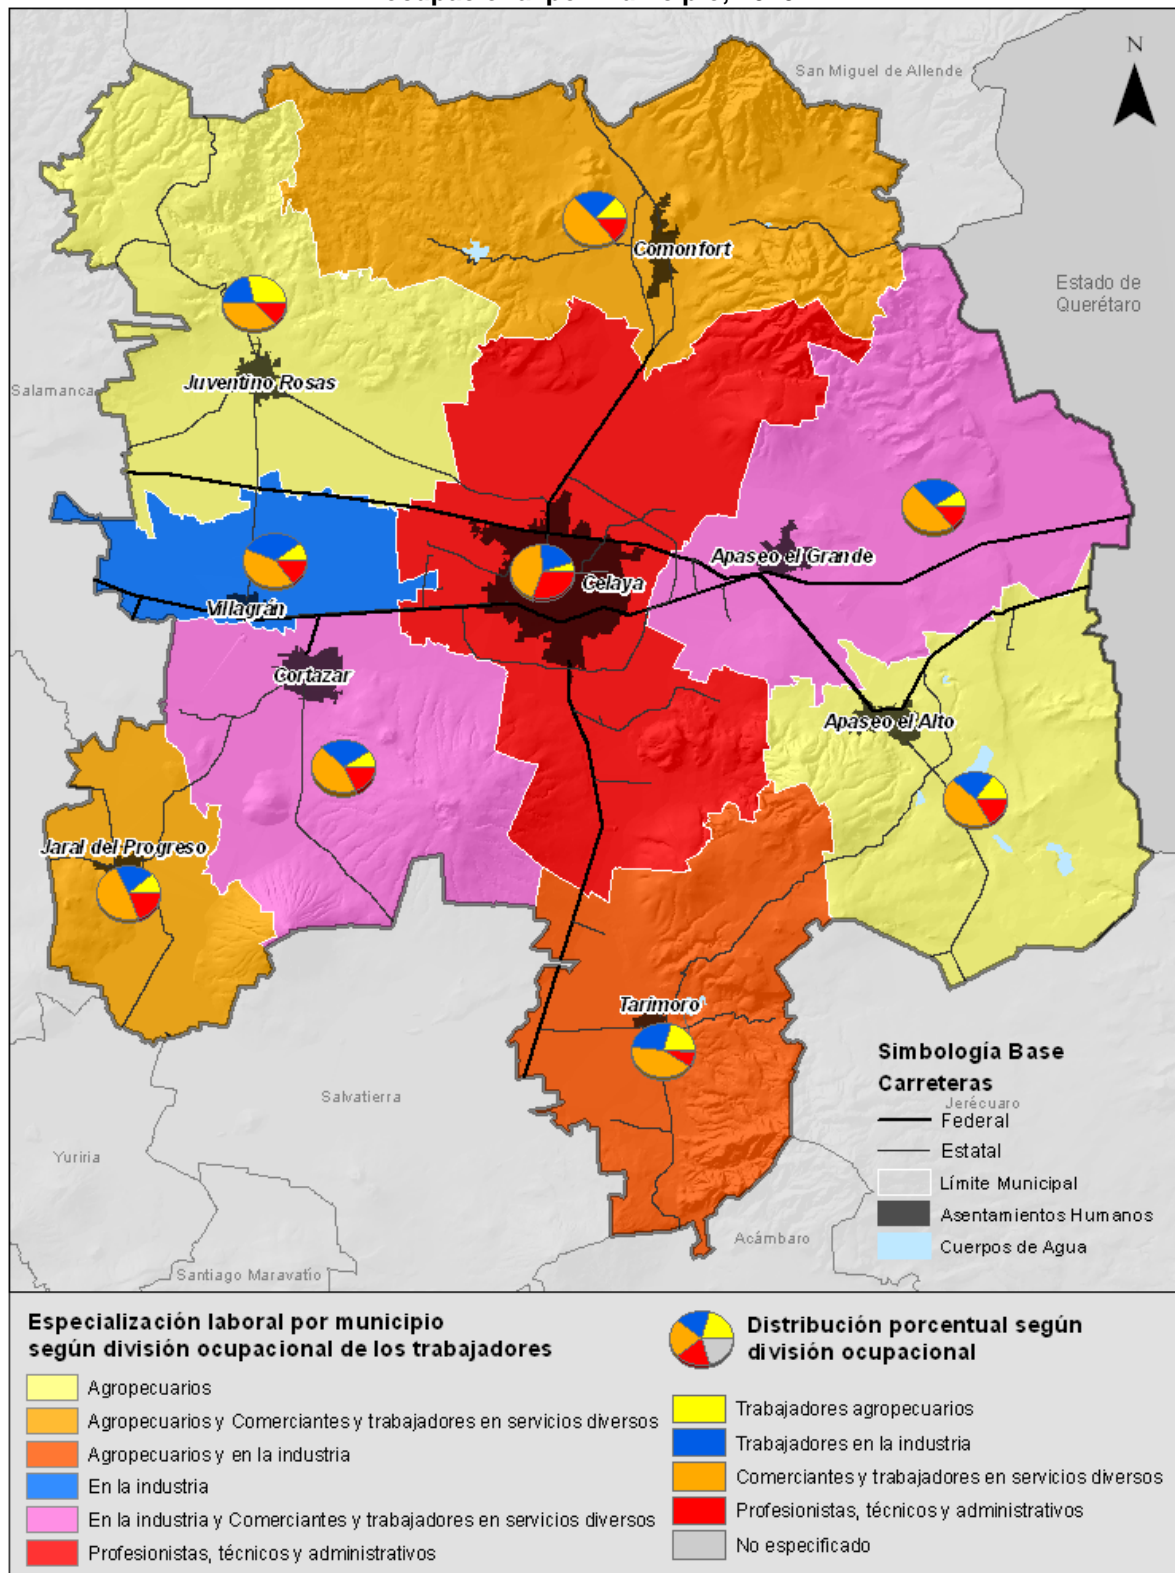 N
San Miguel de Allende
Comonfort
Estado de
Querétaro
Salamanca
Juventino Rosas
Apaseo el Grande
Celaya
Villagrán
Cortazar
Apaseo el Alto
Jaral del Progreso
Tarimoro
Simbología Base
Carreteras
Jerécuaro
Federal
Estatal
Límite Municipal
Asentamientos Humanos
Cuerpos de Agua
Salvatierra
Yuriria
Acámbaro
Santiago Maravatío
Especialización laboral por municipio
según división ocupacional de los trabajadores
Agropecuarios
Agropecuarios y Comerciantes y trabajadores en servicios diversos
Agropecuarios y en la industria
En la industria
En la industria y Comerciantes y trabajadores en servicios diversos
Profesionistas, técnicos y administrativos
Distribución porcentual según
división ocupacional
Trabajadores agropecuarios
Trabajadores en la industria
Comerciantes y trabajadores en servicios diversos
Profesionistas, técnicos y administrativos
No especificado